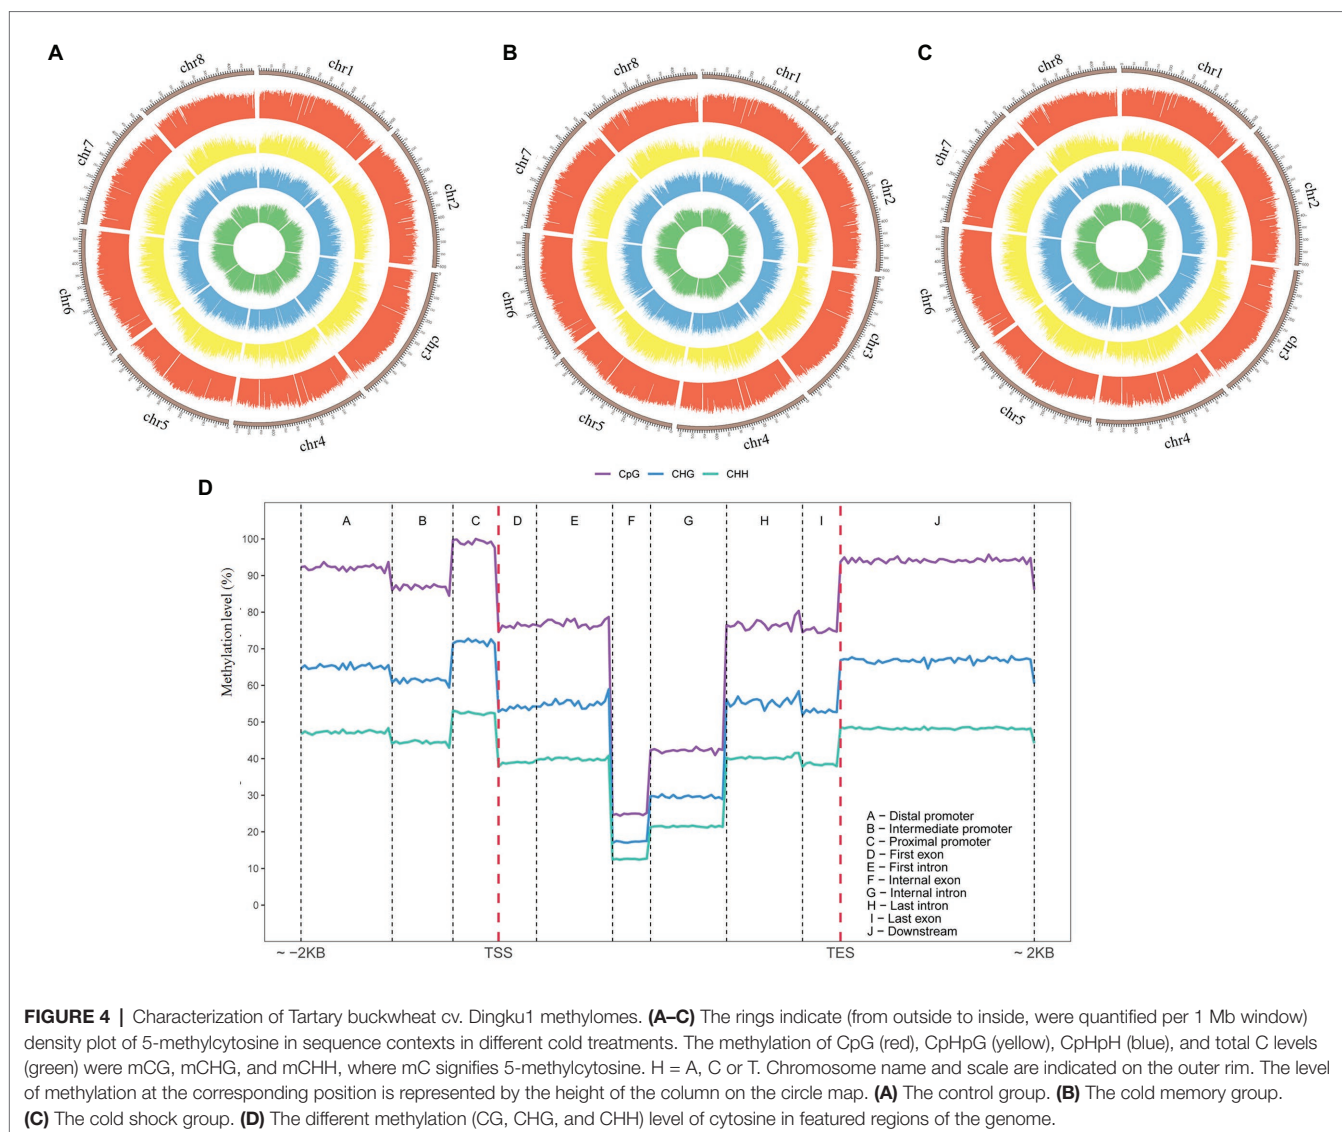 A
B
C
chr8
chr1
chr7
chr2
chr6
chr3
chr5
chr4
chr8
chr1
chr7
chr2
chr6
chr3
chr5
chr4
chr8
chr1
chr7
chr2
chr6
chr3
chr5
chr4
CpG CHG CHH
D
A B C D E F G H I J
100
90
80
70
60
50
40
30
20
10
0
Methylation level (%)
A – Distal promoter
B – Intermediate promoter
C – Proximal promoter
D – First exon
E – First intron
F – Internal exon
G – Internal intron
H – Last intron
I – Last exon
J – Downstream
~ −2KB TSS TES ~ 2KB
FIGURE 4 | Characterization of Tartary buckwheat cv. Dingku1 methylomes. (A–C) The rings indicate (from outside to inside, were quantified per 1 Mb window)
density plot of 5-methylcytosine in sequence contexts in different cold treatments. The methylation of CpG (red), CpHpG (yellow), CpHpH (blue), and total C levels
(green) were mCG, mCHG, and mCHH, where mC signifies 5-methylcytosine. H = A, C or T. Chromosome name and scale are indicated on the outer rim. The level
of methylation at the corresponding position is represented by the height of the column on the circle map. (A) The control group. (B) The cold memory group.
(C) The cold shock group. (D) The different methylation (CG, CHG, and CHH) level of cytosine in featured regions of the genome.